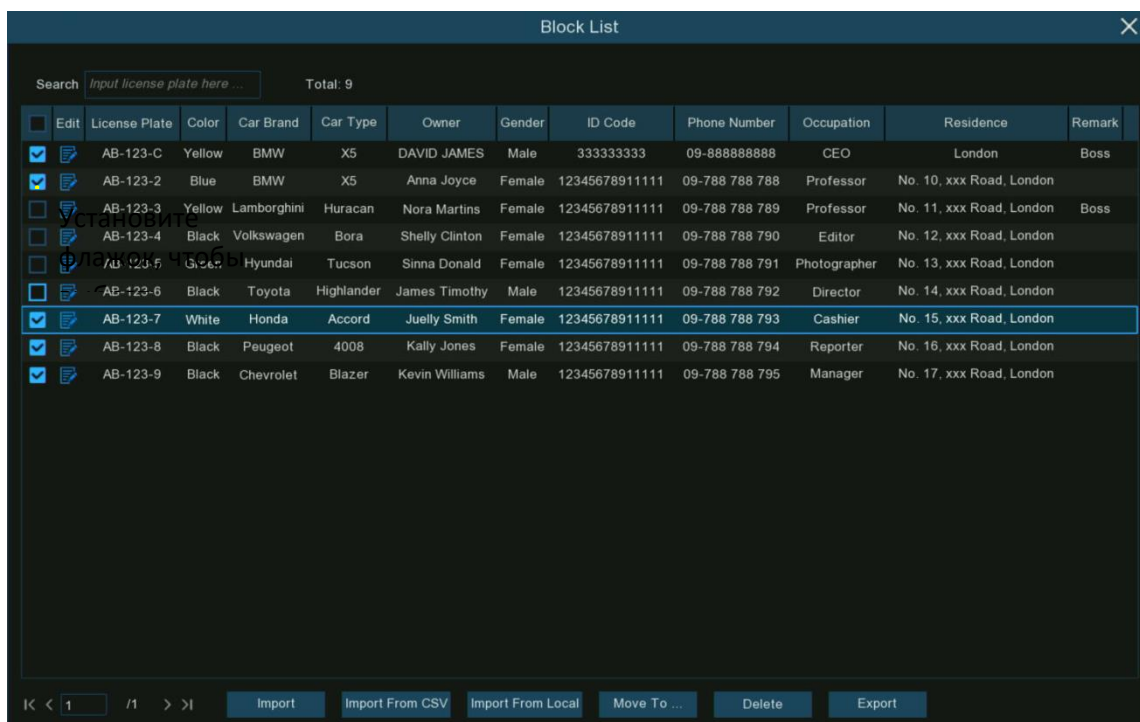 Block List
Search Input license plate here ... Total: 9
Edit License Plate Color Car Brand Car Type Owner Gender ID Code Phone Number Occupation Residence Remark
AB-123-C Yellow BMW X5 DAVID JAMES Male 333333333 09-888888888 CEO London Boss
AB-123-2 Blue BMW X5 Anna Joyce Female 12345678911111 09-788 788 788 Professor No. 10, xxx Road, London
AB-123-3 Yellow Lamborghini Huracan Nora Martins Female 12345678911111 09-788 788 789 Professor No. 11, xxx Road, London Boss
Установите
AB-123-4 Black Volkswagen Bora Shelly Clinton Female 12345678911111 09-788 788 790 Editor No. 12, xxx Road, London
флажок, чтобы
AB-123-5 Green Hyundai Tucson Sinna Donald Female 12345678911111 09-788 788 791 Photographer No. 13, xxx Road, London
AB-123-6 Black Toyota Highlander James Timothy Male 12345678911111 09-788 788 792 Director No. 14, xxx Road, London
AB-123-7 White Honda Accord Juelly Smith Female 12345678911111 09-788 788 793 Cashier No. 15, xxx Road, London
AB-123-8 Black Peugeot 4008 Kally Jones Female 12345678911111 09-788 788 794 Reporter No. 16, xxx Road, London
AB-123-9 Black Chevrolet Blazer Kevin Williams Male 12345678911111 09-788 788 795 Manager No. 17, xxx Road, London
1 /1 Import Import From CSV Import From Local Move To ... Delete Export